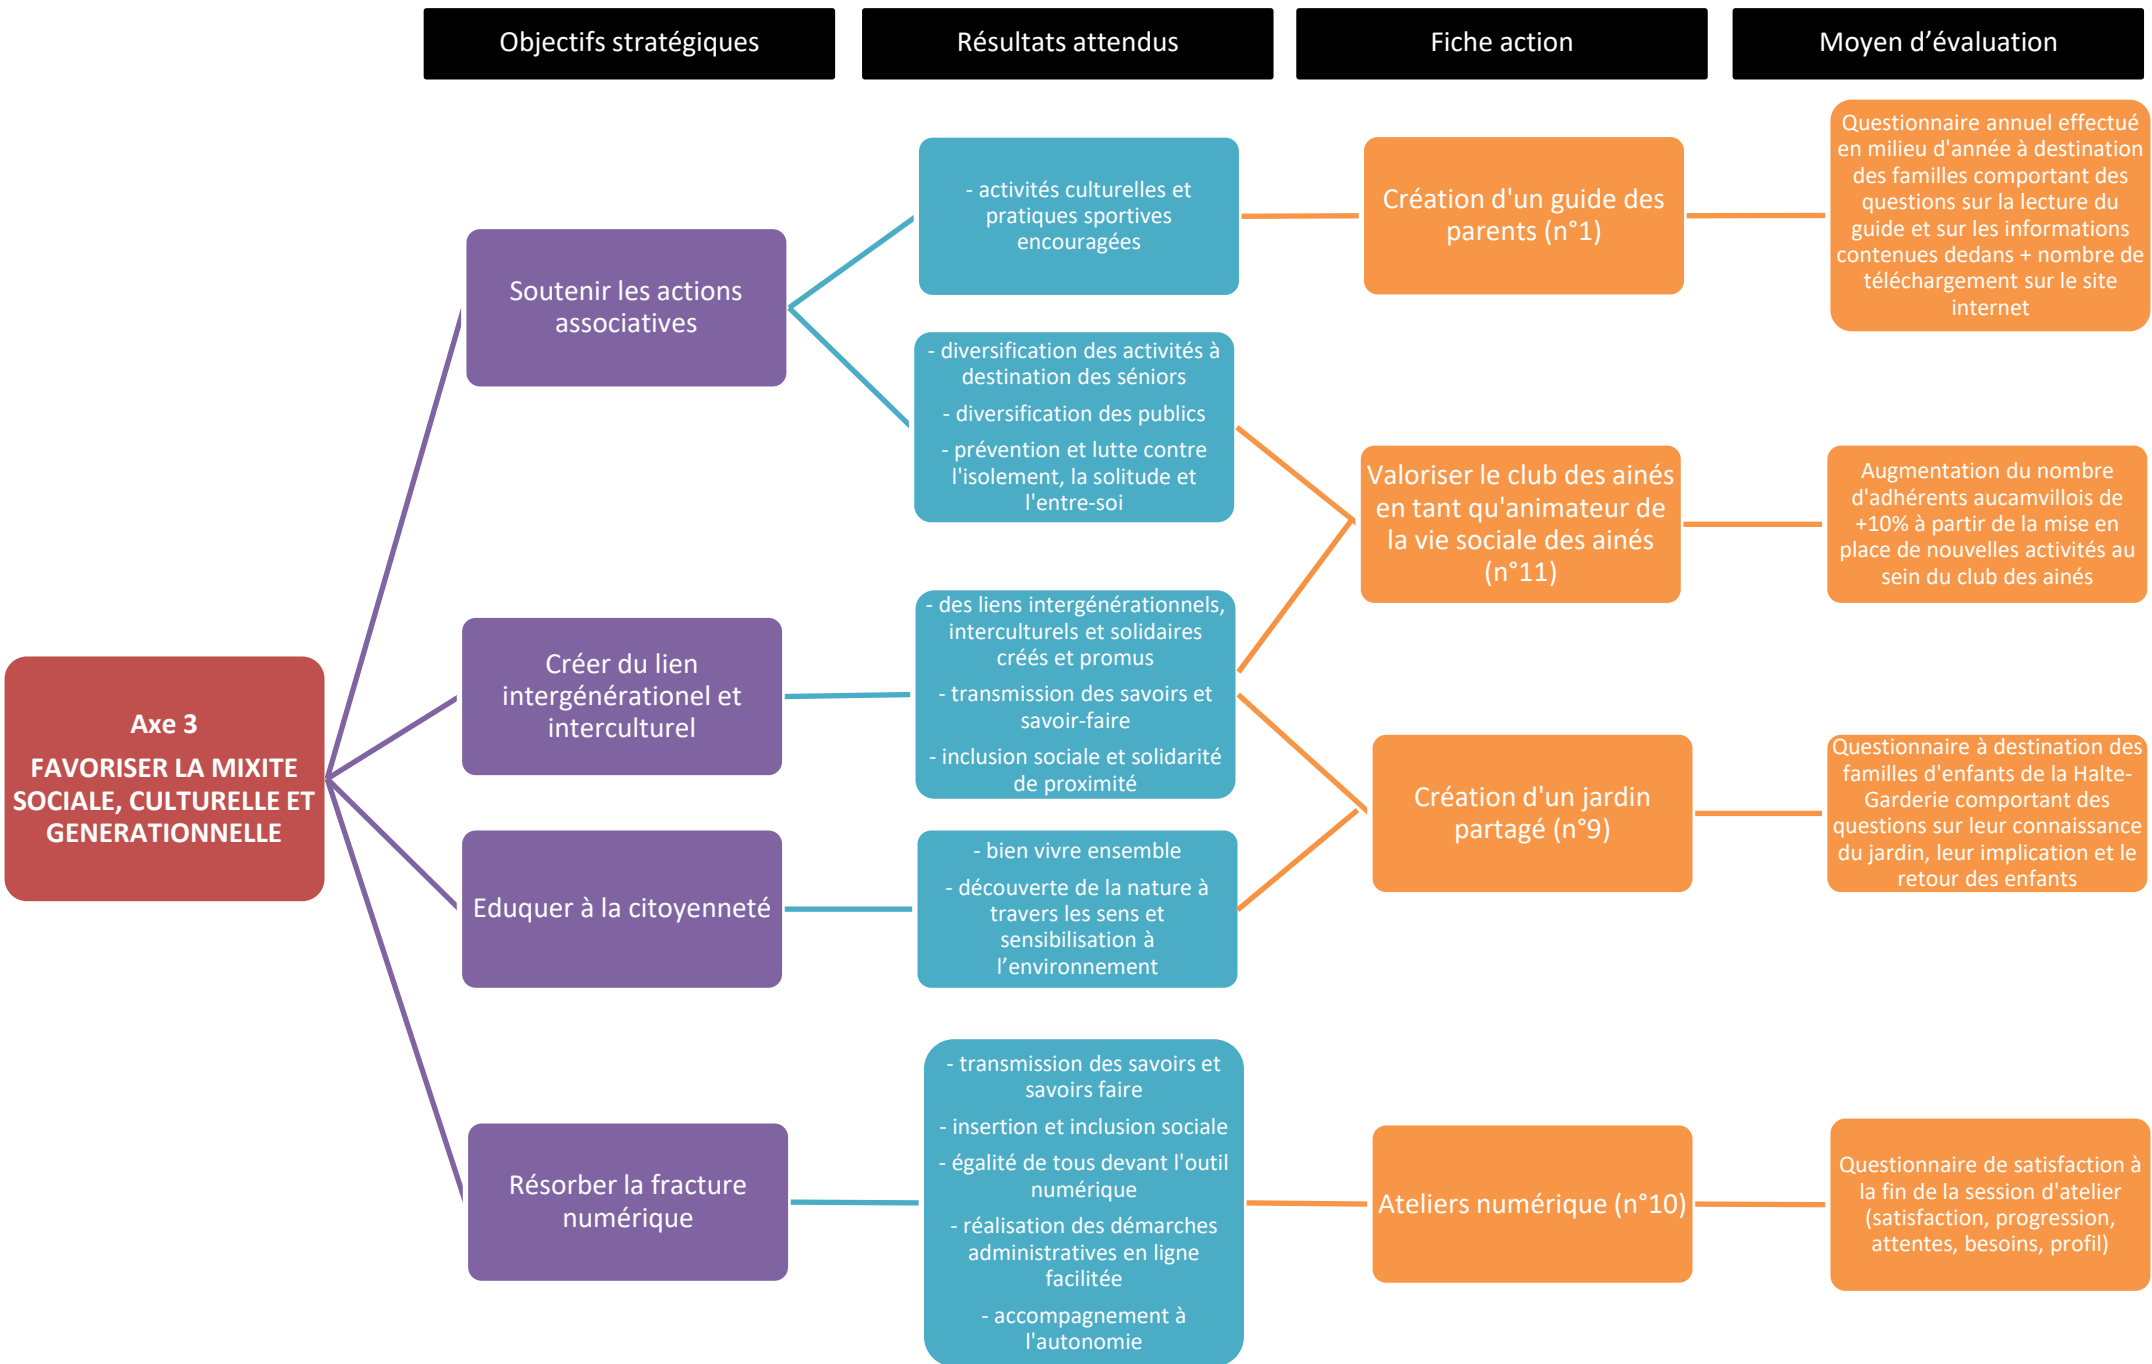 Objectifs stratégiques
Résultats attendus
Fiche action
Moyen d’évaluation
Axe 3
FAVORISER LA MIXITE
SOCIALE, CULTURELLE ET
GENERATIONNELLE
Soutenir les actions
associatives
- activités culturelles et
pratiques sportives
encouragées
Création d'un guide des
parents (n°1)
Questionnaire annuel effectué
en milieu d'année à destination
des familles comportant des
questions sur la lecture du
guide et sur les informations
contenues dedans + nombre de
téléchargement sur le site
internet
- diversification des activités à
destination des séniors
- diversification des publics
- prévention et lutte contre
l'isolement, la solitude et
l'entre-soi
Valoriser le club des ainés
en tant qu'animateur de
la vie sociale des ainés
(n°11)
Augmentation du nombre
d'adhérents aucamvillois de
+10% à partir de la mise en
place de nouvelles activités au
sein du club des ainés
Créer du lien
intergénérationel et
interculturel
- des liens intergénérationnels,
interculturels et solidaires
créés et promus
- transmission des savoirs et
savoir-faire
- inclusion sociale et solidarité
de proximité
Création d'un jardin
partagé (n°9)
Questionnaire à destination des
familles d'enfants de la Halte-
Garderie comportant des
questions sur leur connaissance
du jardin, leur implication et le
retour des enfants
Eduquer à la citoyenneté
- bien vivre ensemble
- découverte de la nature à
travers les sens et
sensibilisation à
l’environnement
Résorber la fracture
numérique
- transmission des savoirs et
savoirs faire
- insertion et inclusion sociale
- égalité de tous devant l'outil
numérique
- réalisation des démarches
administratives en ligne
facilitée
- accompagnement à
l'autonomie
Ateliers numérique (n°10)
Questionnaire de satisfaction à
la fin de la session d'atelier
(satisfaction, progression,
attentes, besoins, profil)